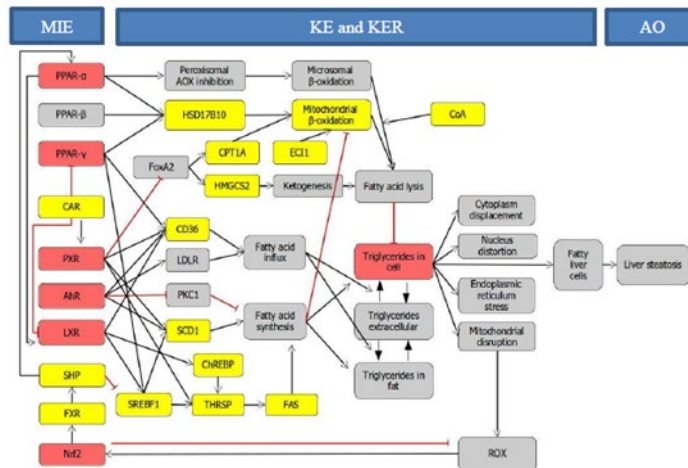 MIE
KE and KER
AO
PPAR-α
Peroxisomal
AOX inhibition
Microsomal
β-oxidation
PPAR-β
HSD17B10
Mitochondrial
β-oxidation
CoA
PPAR-γ
FoxA2
CPT1A
ECI1
HMGCS2
Ketogenesis
Fatty acid lysis
CAR
CD36
Cytoplasm
displacement
PXR
LDLR
Fatty acid
influx
Triglycerides in
cell
Nucleus
distortion
Fatty
liver
cells
Liver steatosis
AhR
PKC1
Endoplasmic
reticulum
stress
LXR
SCD1
Fatty acid
synthesis
Triglycerides
extracellular
Mitochondrial
disruption
SHP
ChREBP
Triglycerides in
fat
FXR
SREBF1
THRSP
FAS
Nrf2
ROX